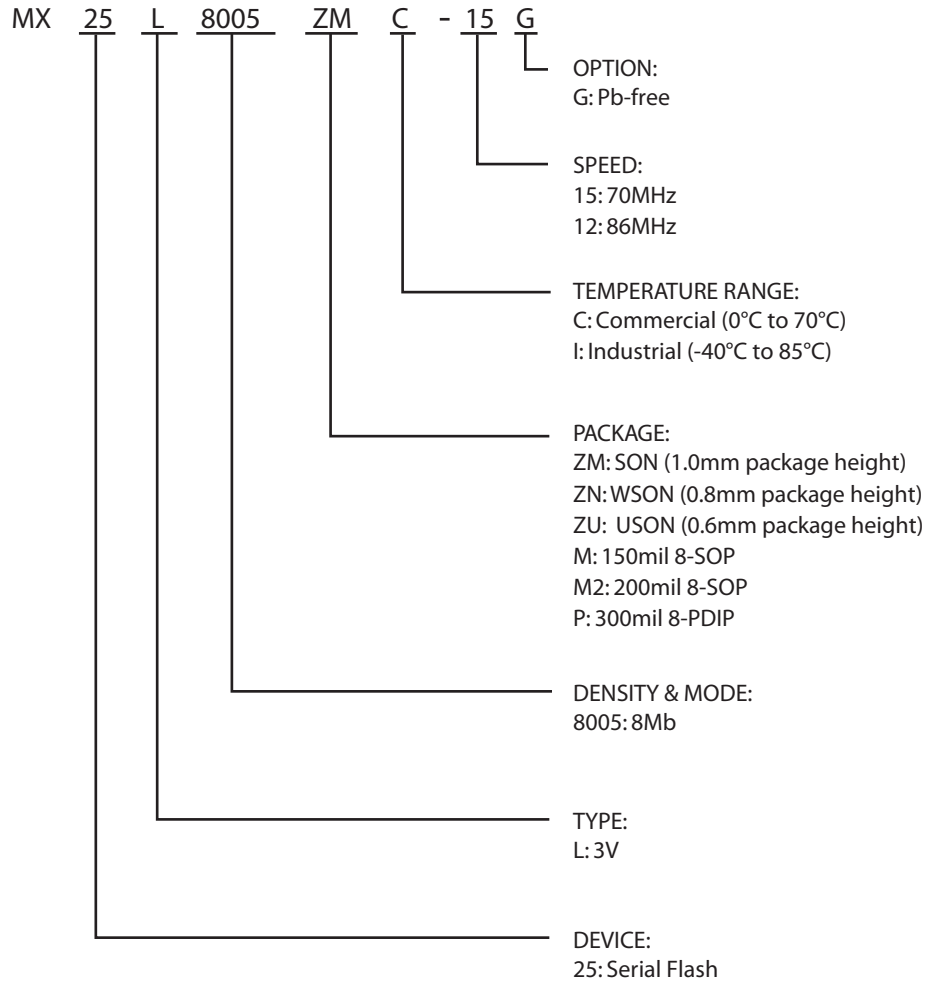 MX 25 L 8005 ZM C - 15 G
OPTION:
G: Pb-free
SPEED:
15: 70MHz
12: 86MHz
TEMPERATURE RANGE:
C: Commercial (0°C to 70°C)
I: Industrial (-40°C to 85°C)
PACKAGE:
ZM: SON (1.0mm package height)
ZN: WSON (0.8mm package height)
ZU: USON (0.6mm package height)
M: 150mil 8-SOP
M2: 200mil 8-SOP
P: 300mil 8-PDIP
DENSITY & MODE:
8005: 8Mb
TYPE:
L: 3V
DEVICE:
25: Serial Flash